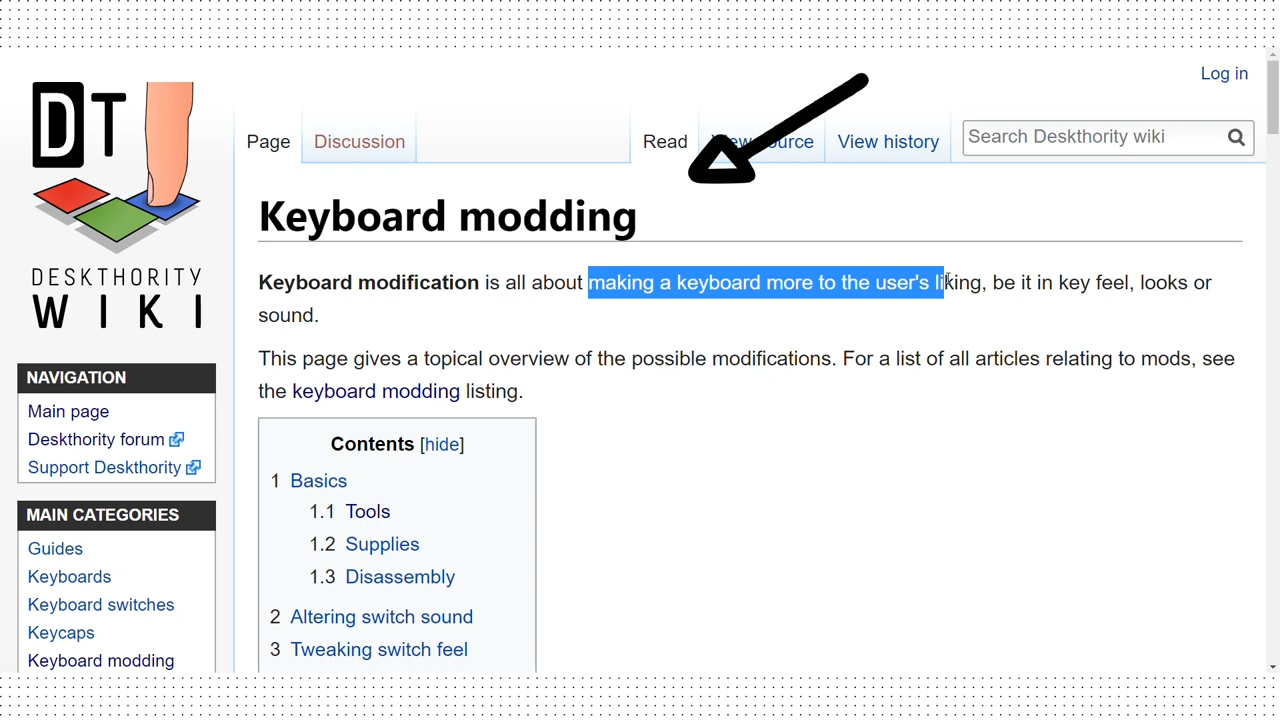 Log in
DT
DESKTHORITY
WIKI
Page
Discussion
Read
View source
View history
Search Deskthority wiki
Keyboard modding
Keyboard modification is all about making a keyboard more to the user's liking, be it in key feel, looks or
sound.
This page gives a topical overview of the possible modifications. For a list of all articles relating to mods, see
the keyboard modding listing.
Contents [hide]
1 Basics
1.1 Tools
1.2 Supplies
1.3 Disassembly
2 Altering switch sound
3 Tweaking switch feel
NAVIGATION
Main page
Deskthority forum
Support Deskthority
MAIN CATEGORIES
Guides
Keyboards
Keyboard switches
Keycaps
Keyboard modding